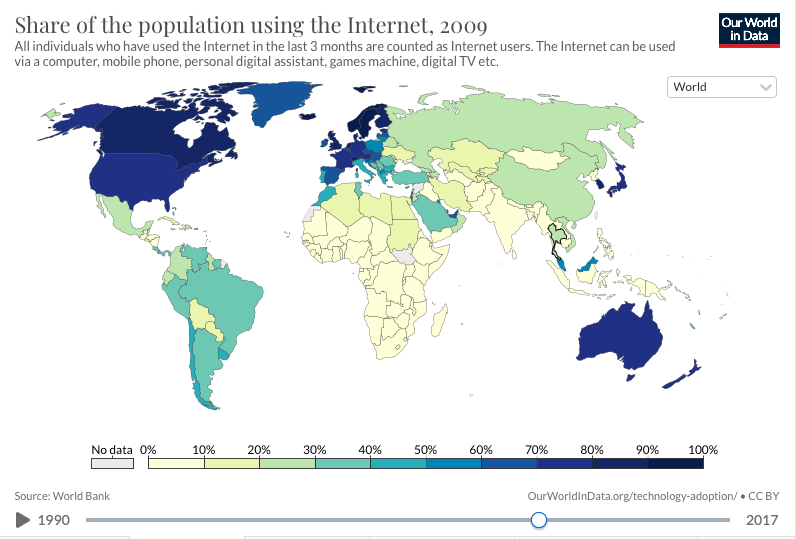 Share of the population using the Internet, 2009
Our World
in Data
All individuals who have used the Internet in the last 3 months are counted as Internet users. The Internet can be used
via a computer, mobile phone, personal digital assistant, games machine, digital TV etc.
World
No data 0% 10% 20% 30% 40% 50% 60% 70% 80% 90% 100%
Source: World Bank
OurWorldInData.org/technology-adoption/ • CC BY
1990
2017